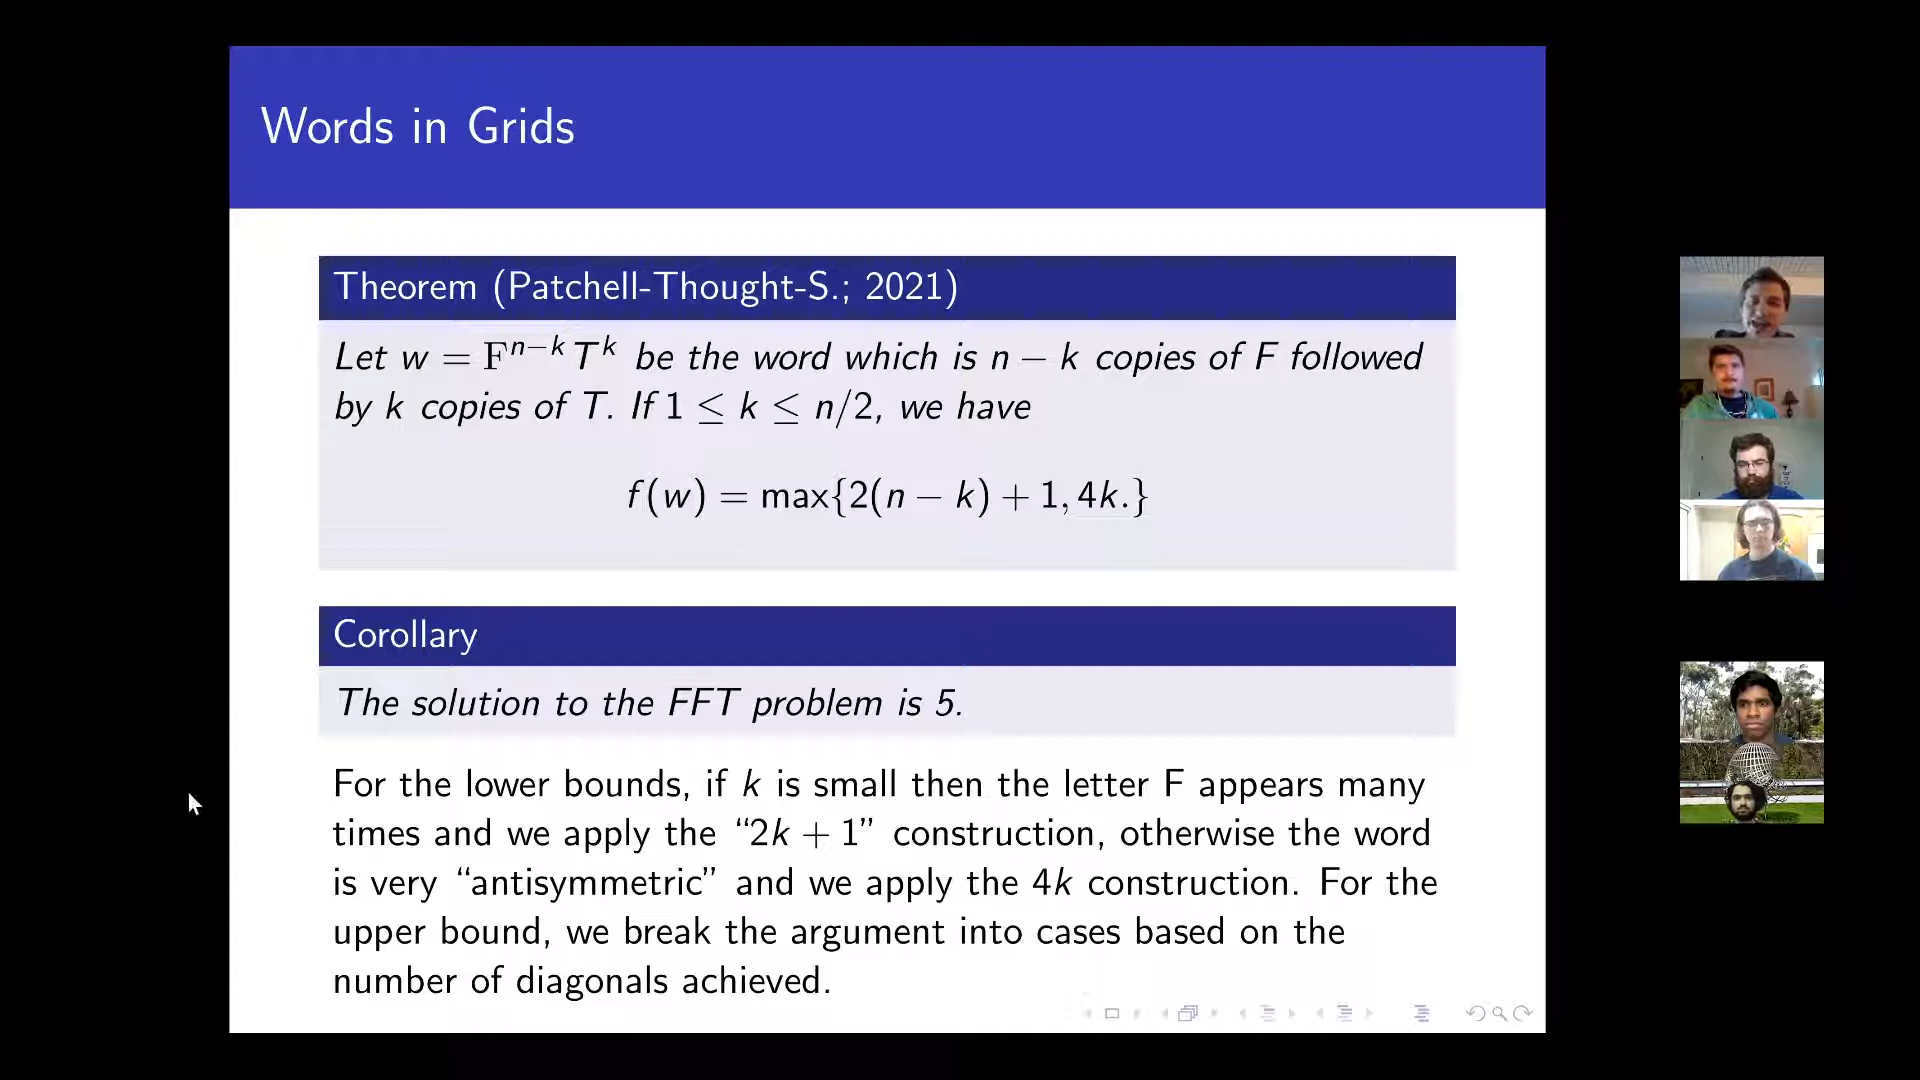 Words in Grids
Theorem (Patchell-Thought-S.; 2021)
Let w = F^{n−k}T^k be the word which is n − k copies of F followed
by k copies of T. If 1 ≤ k ≤ n/2, we have
f(w) = max{2(n − k) + 1, 4k.}
Corollary
The solution to the FFT problem is 5.
For the lower bounds, if k is small then the letter F appears many
times and we apply the “2k + 1” construction, otherwise the word
is very “antisymmetric” and we apply the 4k construction. For the
upper bound, we break the argument into cases based on the
number of diagonals achieved.